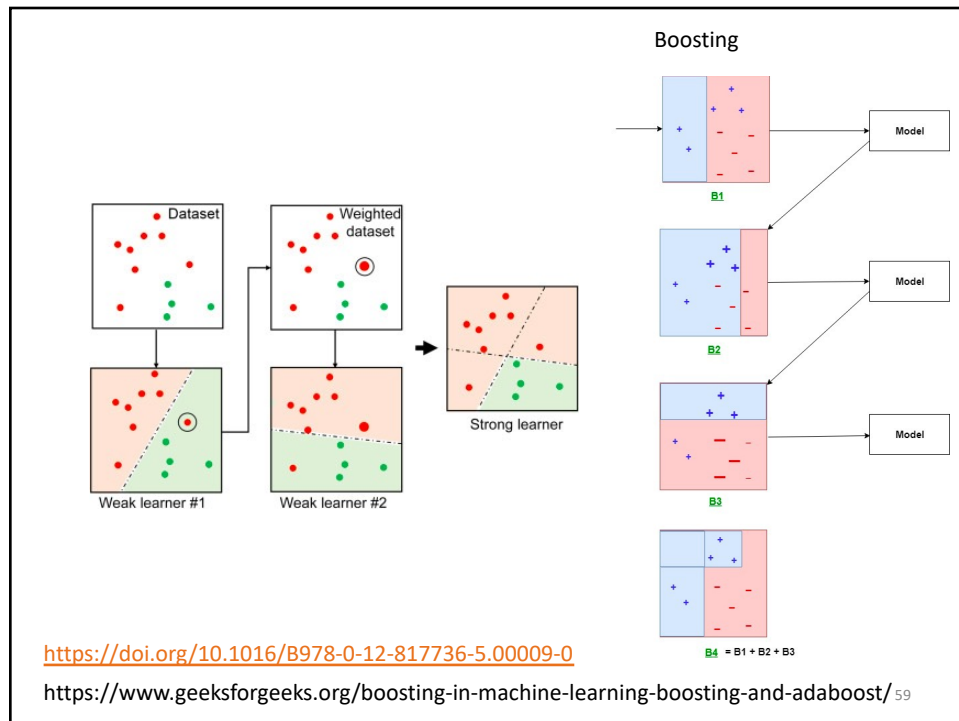 Boosting
Model
B1
Dataset
Weighted
dataset
Model
B2
Weak learner #1
Weak learner #2
Strong learner
Model
B3
B4 = B1 + B2 + B3
https://doi.org/10.1016/B978-0-12-817736-5.00009-0
https://www.geeksforgeeks.org/boosting-in-machine-learning-boosting-and-adaboost/ 59